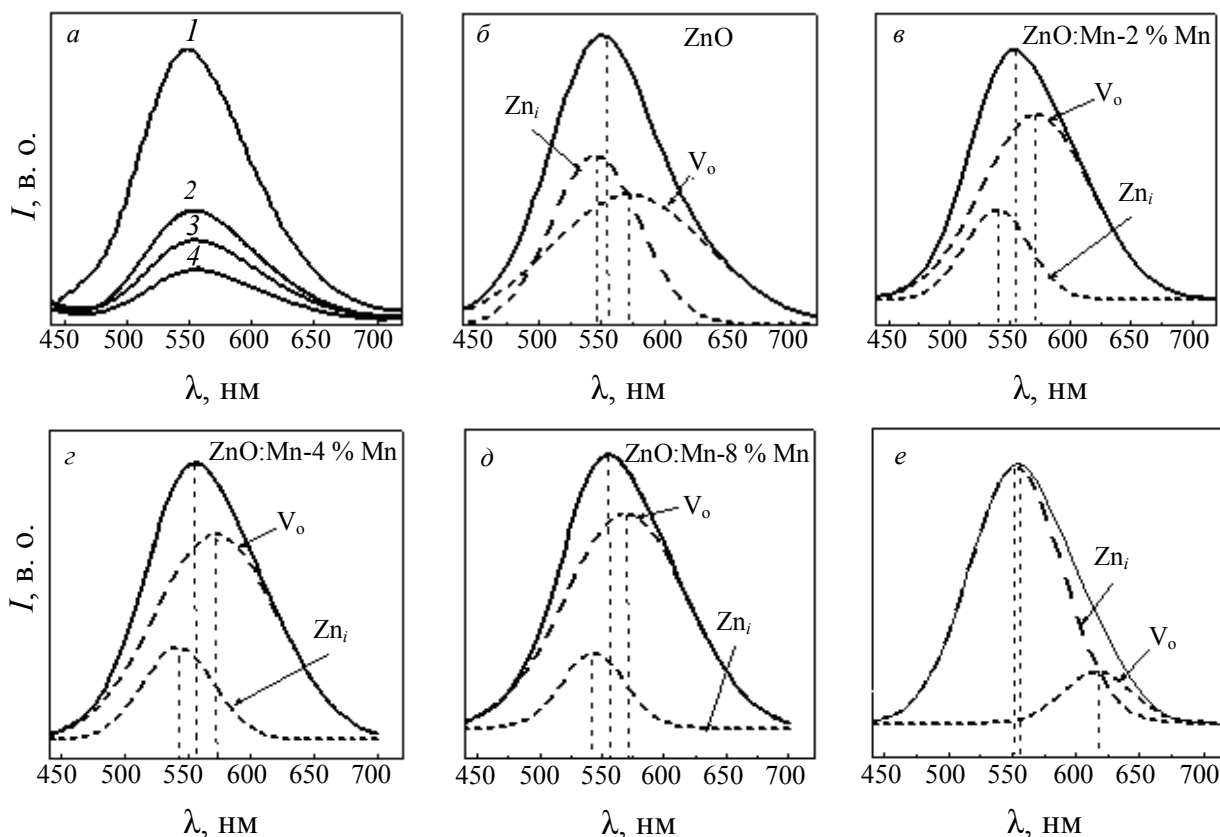 а 1 б ZnO в ZnO:Mn-2 % Mn
Zn_i V_o
V_o
I, в. о. 2 Zn_i
3
4
450 500 550 600 650 700 450 500 550 600 650 700 450 500 550 600 650 700
λ, нм λ, нм λ, нм
г ZnO:Mn-4 % Mn д ZnO:Mn-8 % Mn е
V_o V_o
I, в. о. Zn_i Zn_i Zn_i
V_o
450 500 550 600 650 700 450 500 550 600 650 700 450 500 550 600 650 700
λ, нм λ, нм λ, нм